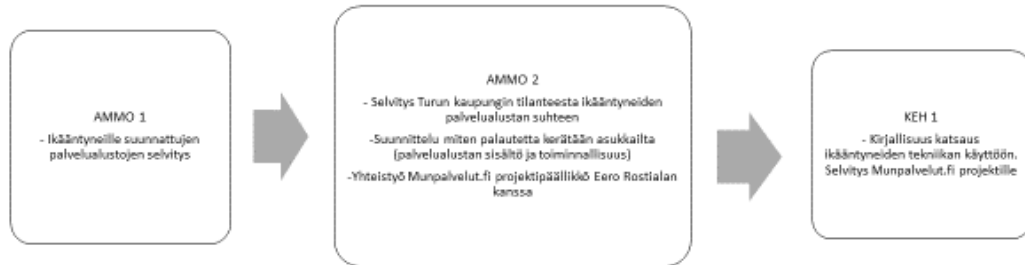 AMMO 1
- Ikääntyneille suunnattujen
palvelualustojen selvitys
AMMO 2
- Selvitys Turun kaupungin tilanteesta ikääntyneiden
palvelualustan suhteen
-Suunnittelu miten palautetta kerätään asukkailta
(palvelualustan sisältö ja toiminnallisuus)
-Yhteistyö Munpalvelut.fi projektipäällikkö Eero Rostialan
kanssa
KEH 1
- Kirjallisuus katsaus
ikääntyneiden tekniikan käyttöön.
Selvitys Munpalvelut.fi projektille